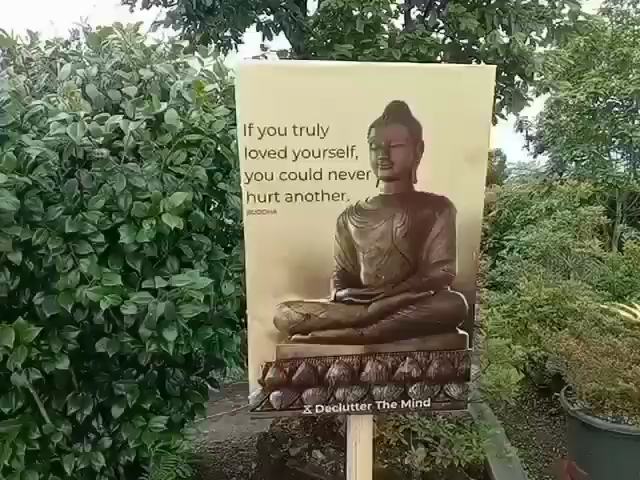 If you truly
loved yourself,
you could never
hurt another.
BUDDHA
Declutter The Mind